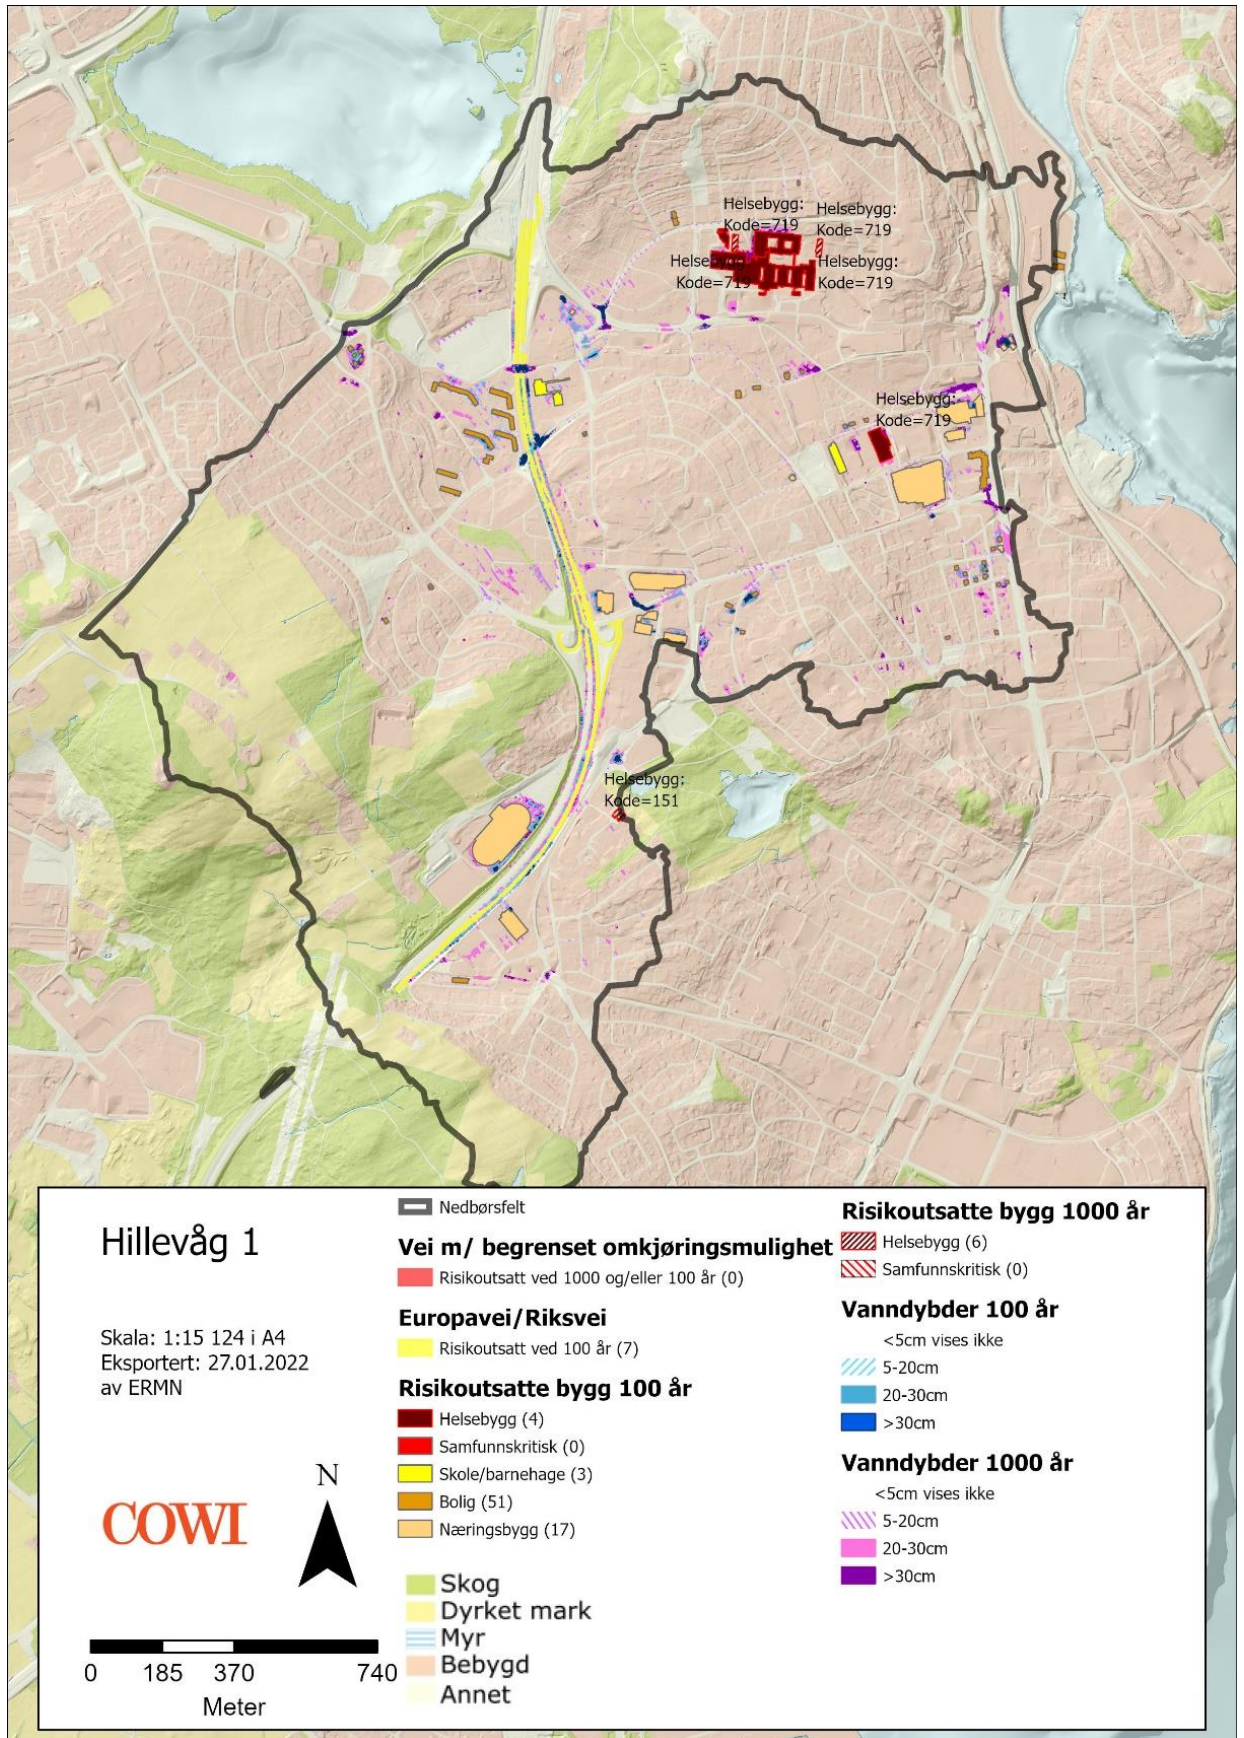 Helsebygg:
Kode=719
Helsebygg:
Kode=719
Helsebygg:
Kode=719
Helsebygg:
Kode=719
Helsebygg:
Kode=719
Helsebygg:
Kode=151
Hillevåg 1
Skala: 1:15 124 i A4
Eksportert: 27.01.2022
av ERMN
COWI
N
0 185 370 740
Meter
Nedbørsfelt
Vei m/ begrenset omkjøringsmulighet
Risikoutsatt ved 1000 og/eller 100 år (0)
Europavei/Riksvei
Risikoutsatt ved 100 år (7)
Risikoutsatte bygg 100 år
Helsebygg (4)
Samfunnskritisk (0)
Skole/barnehage (3)
Bolig (51)
Næringsbygg (17)
Skog
Dyrket mark
Myr
Bebygd
Annet
Risikoutsatte bygg 1000 år
Helsebygg (6)
Samfunnskritisk (0)
Vanndybder 100 år
<5cm vises ikke
5-20cm
20-30cm
>30cm
Vanndybder 1000 år
<5cm vises ikke
5-20cm
20-30cm
>30cm